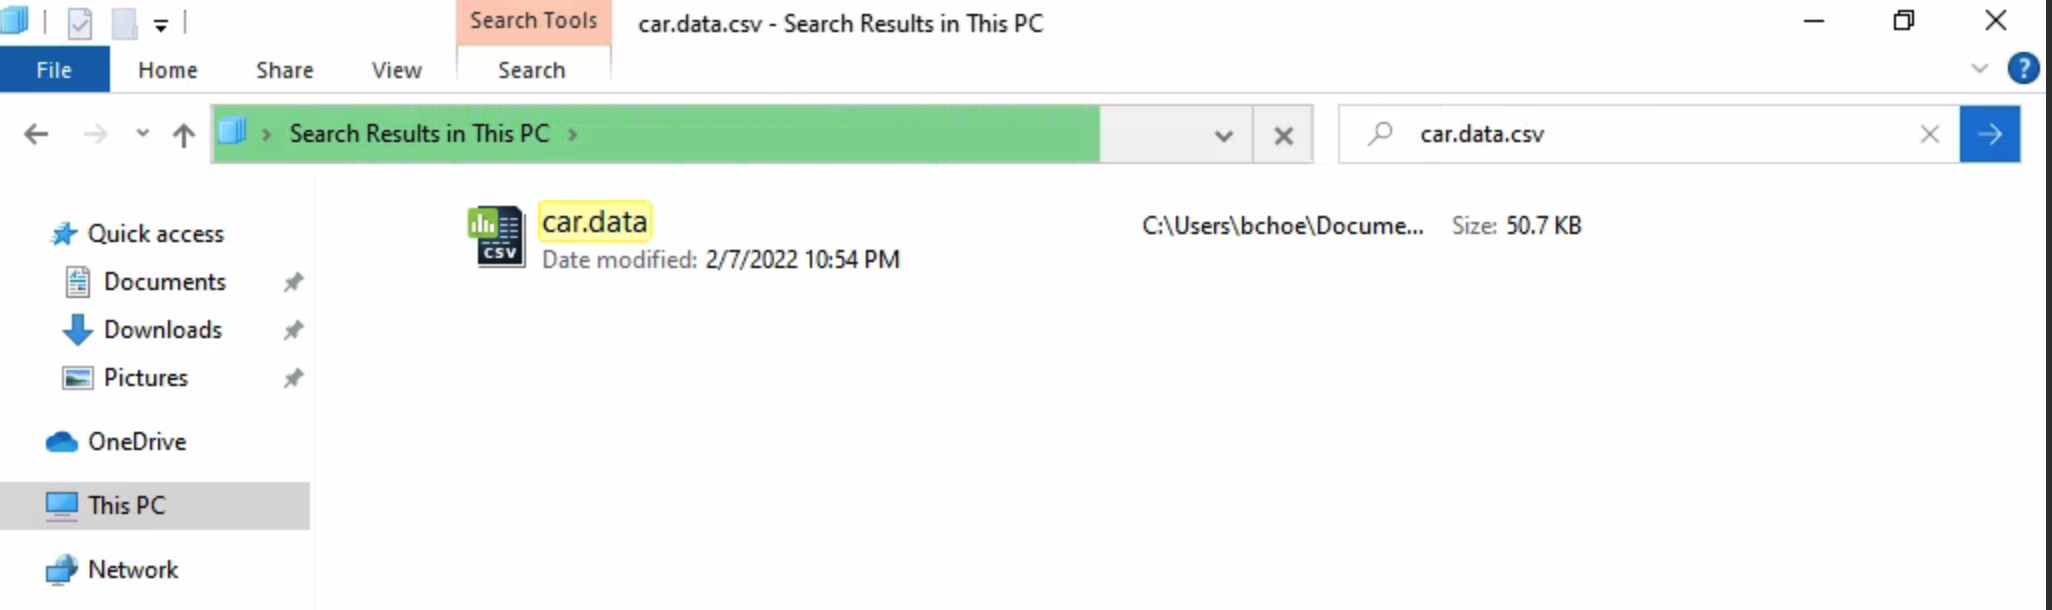 Search Tools
car.data.csv - Search Results in This PC
File Home Share View Search
?
Search Results in This PC
car.data.csv
csv
car.data
Date modified: 2/7/2022 10:54 PM
C:\Users\bchoe\Docume...
Size: 50.7 KB
Quick access
Documents
Downloads
Pictures
OneDrive
This PC
Network